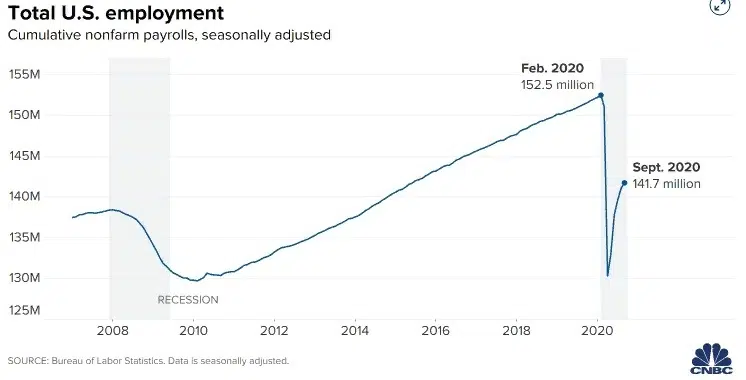 Total U.S. employment
Cumulative nonfarm payrolls, seasonally adjusted
155M
150M
145M
140M
135M
130M
125M
Feb. 2020
152.5 million
Sept. 2020
141.7 million
RECESSION
2008 2010 2012 2014 2016 2018 2020
SOURCE: Bureau of Labor Statistics. Data is seasonally adjusted.
CNBC